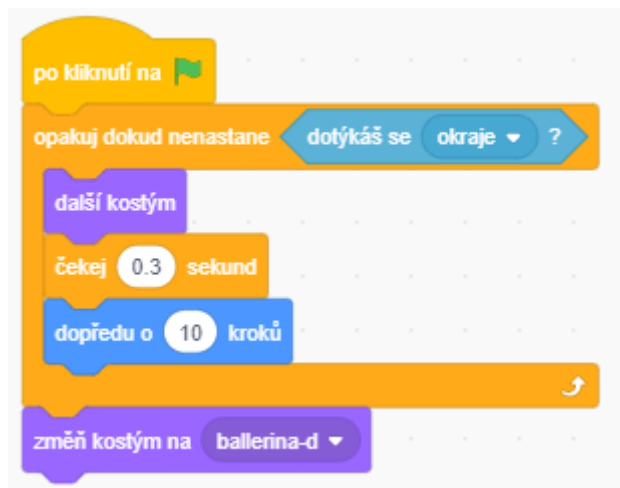 po kliknutí na
opakuj dokud nenastane dotýkáš se okraje ?
další kostým
čekej 0.3 sekund
dopředu o 10 kroků
změň kostým na ballerina-d